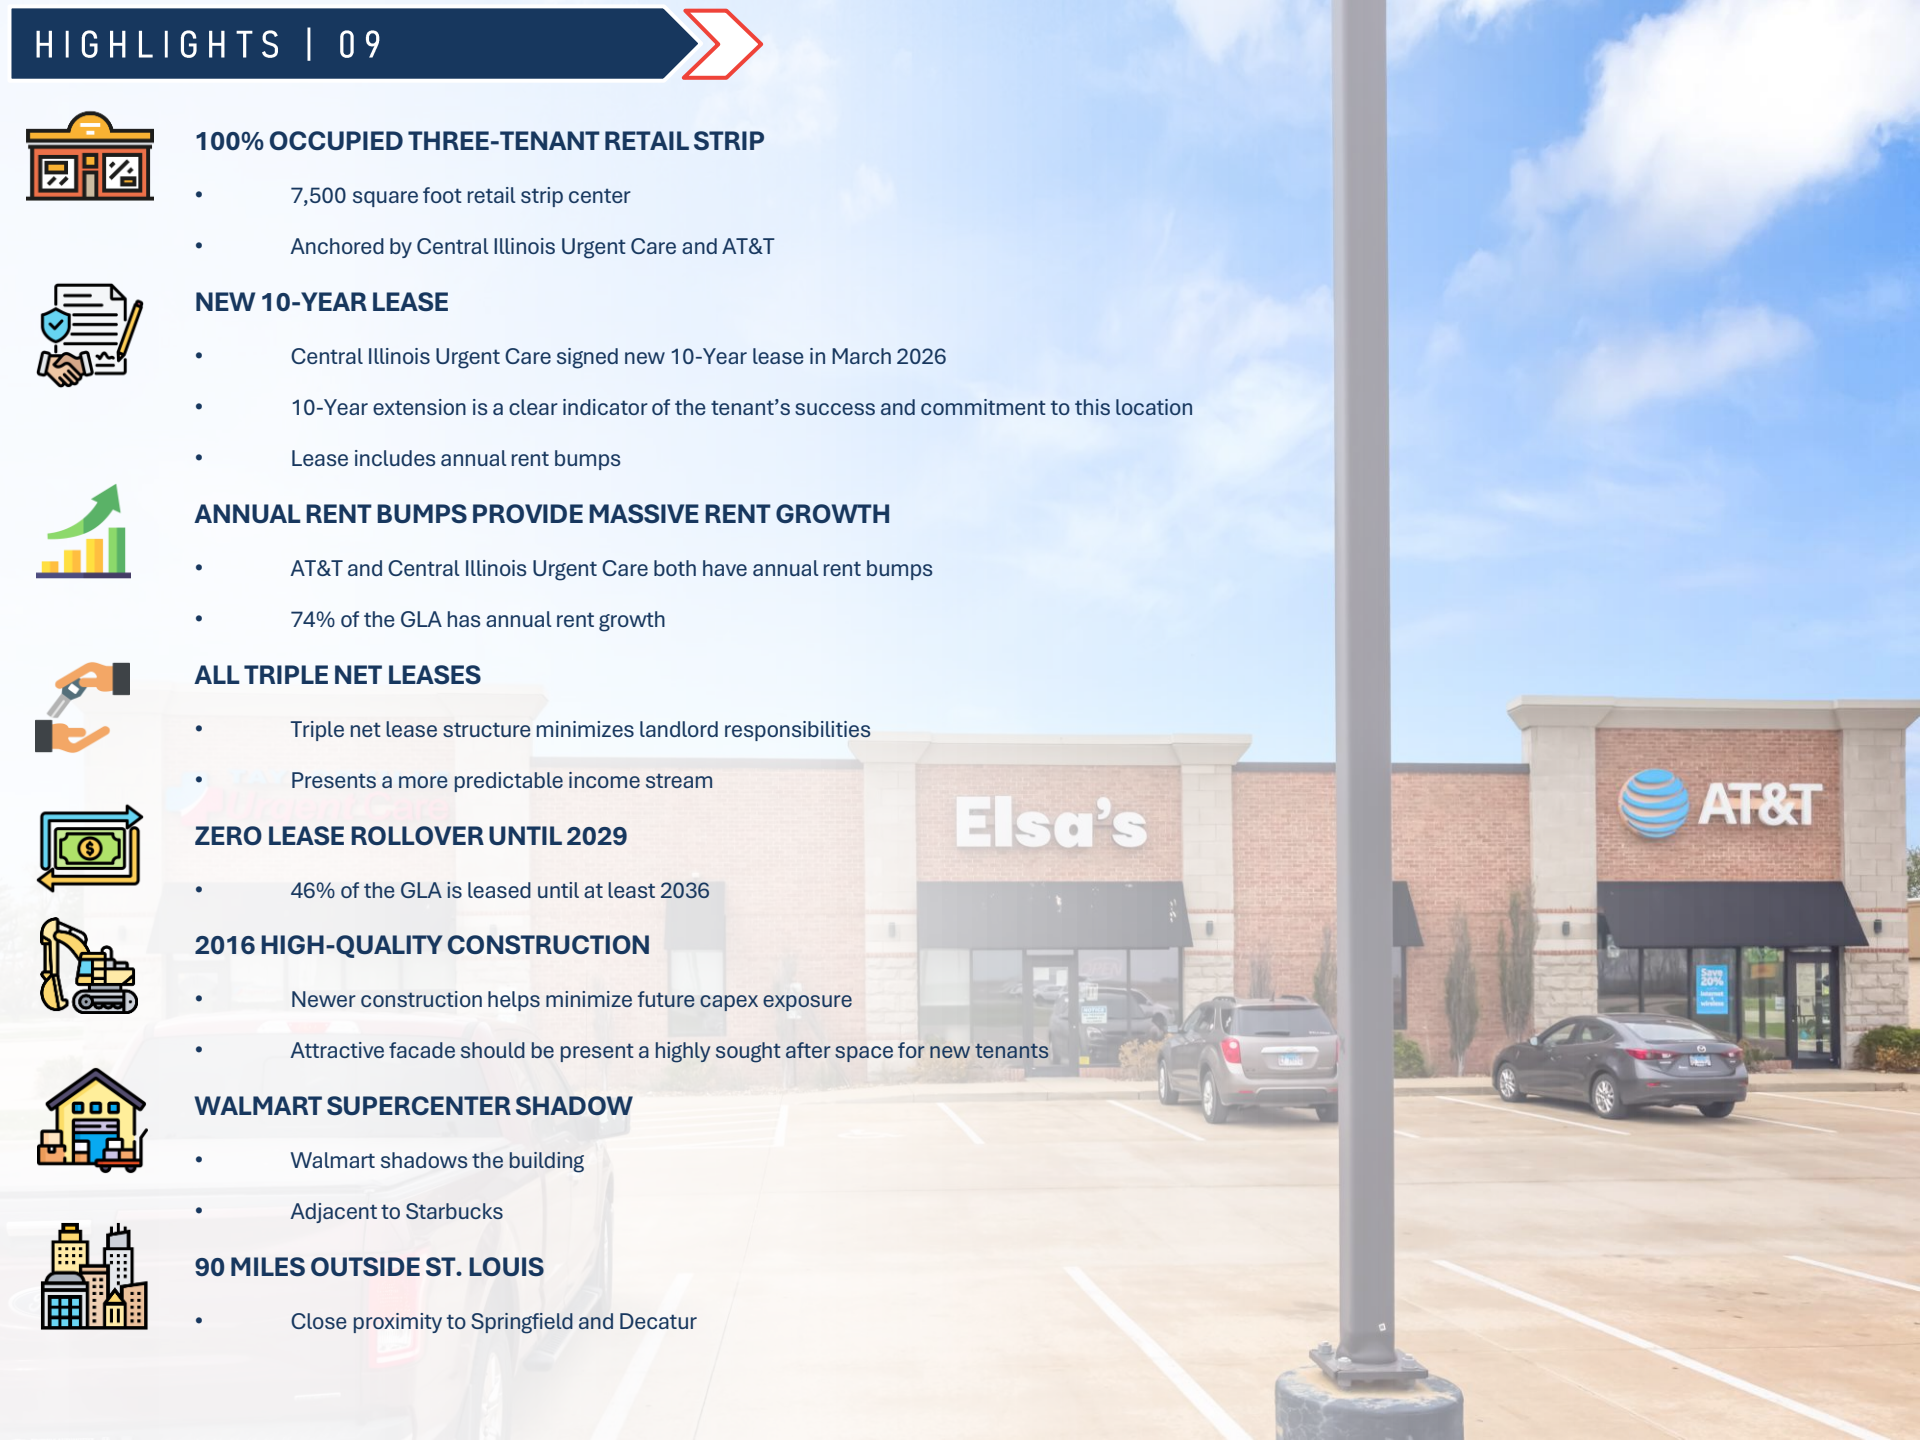 HIGHLIGHTS | 09
100% OCCUPIED THREE-TENANT RETAIL STRIP
• 7,500 square foot retail strip center
• Anchored by Central Illinois Urgent Care and AT&T
NEW 10-YEAR LEASE
• Central Illinois Urgent Care signed new 10-Year lease in March 2026
• 10-Year extension is a clear indicator of the tenant's success and commitment to this location
• Lease includes annual rent bumps
ANNUAL RENT BUMPS PROVIDE MASSIVE RENT GROWTH
• AT&T and Central Illinois Urgent Care both have annual rent bumps
• 74% of the GLA has annual rent growth
ALL TRIPLE NET LEASES
• Triple net lease structure minimizes landlord responsibilities
• Presents a more predictable income stream
ZERO LEASE ROLLOVER UNTIL 2029
• 46% of the GLA is leased until at least 2036
2016 HIGH-QUALITY CONSTRUCTION
• Newer construction helps minimize future capex exposure
• Attractive facade should be present a highly sought after space for new tenants
WALMART SUPERCENTER SHADOW
• Walmart shadows the building
• Adjacent to Starbucks
90 MILES OUTSIDE ST. LOUIS
• Close proximity to Springfield and Decatur
Urgent Care
Elsa's
AT&T
Save
20%
internet
wireless